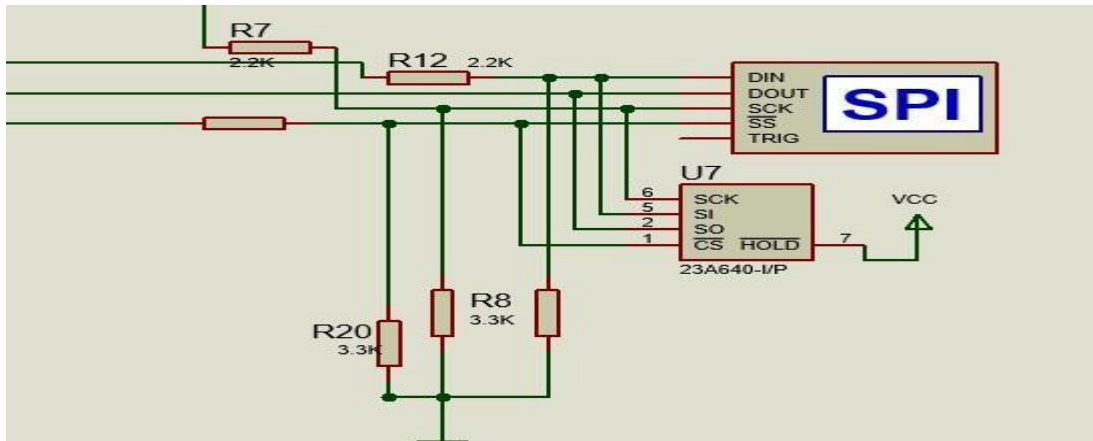 R7
2.2K
R12 2.2K
DIN
DOUT
SCK
SS
TRIG
SPI
U7
VCC
6 SCK
5 SI
2 SO
1 CS HOLD 7
23A640-I/P
R8
3.3K
R20
3.3K